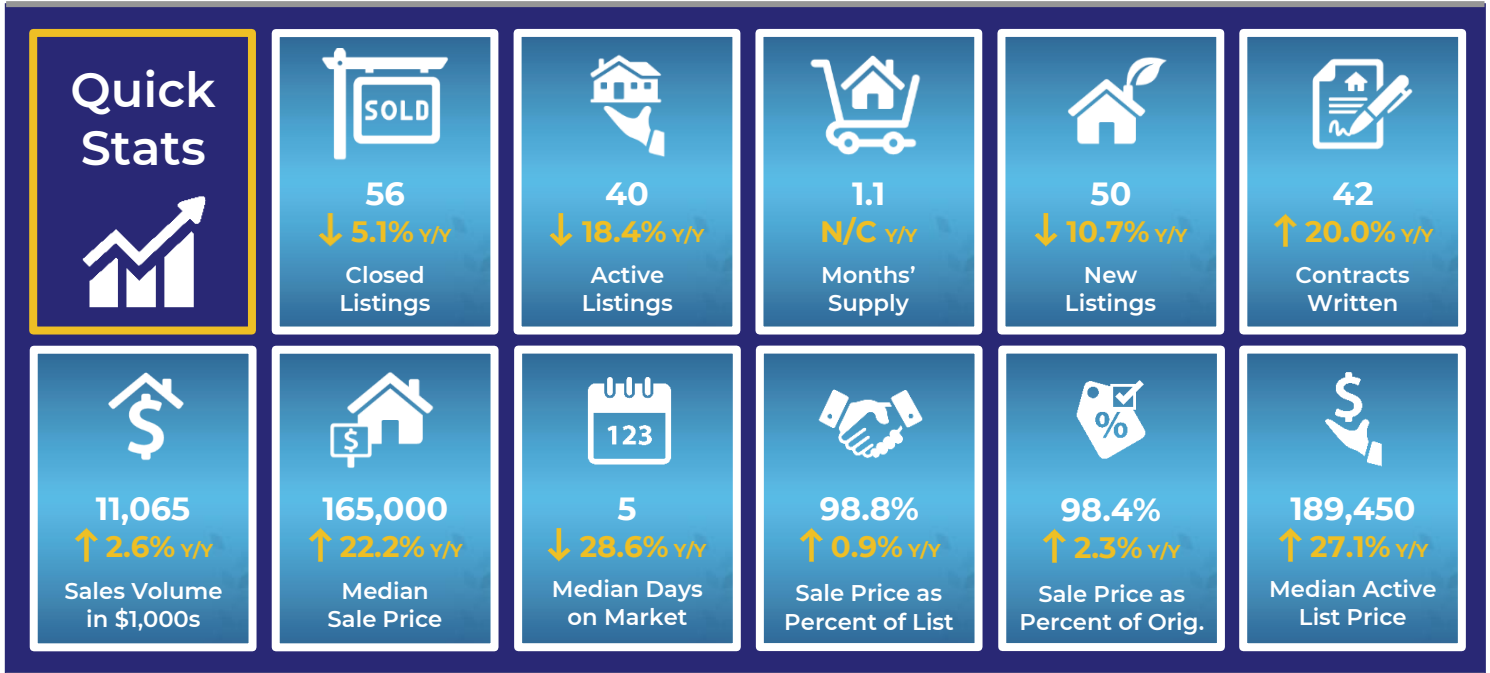 Quick
Stats
SOLD
56
↓ 5.1% Y/Y
Closed
Listings
40
↓ 18.4% Y/Y
Active
Listings
1.1
N/C Y/Y
Months’
Supply
50
↓ 10.7% Y/Y
New
Listings
42
↑ 20.0% Y/Y
Contracts
Written
$
11,065
↑ 2.6% Y/Y
Sales Volume
in $1,000s
$
165,000
↑ 22.2% Y/Y
Median
Sale Price
123
5
↓ 28.6% Y/Y
Median Days
on Market
98.8%
↑ 0.9% Y/Y
Sale Price as
Percent of List
%
98.4%
↑ 2.3% Y/Y
Sale Price as
Percent of Orig.
$
189,450
↑ 27.1% Y/Y
Median Active
List Price